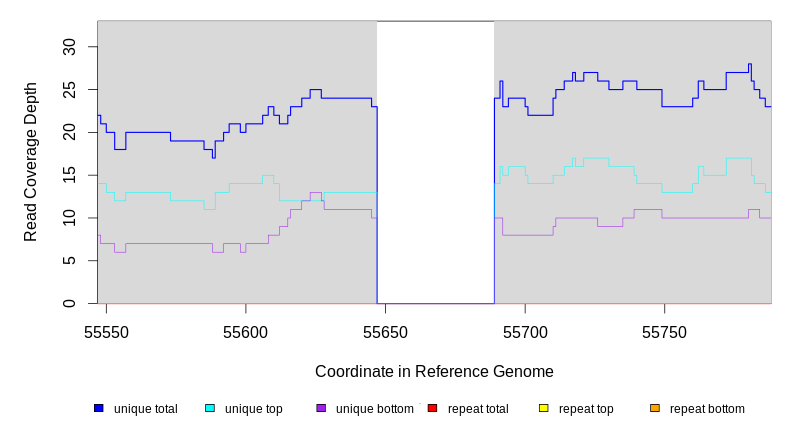 30
25
20
15
10
5
0
Read Coverage Depth
55550 55600 55650 55700 55750
Coordinate in Reference Genome
unique total unique top unique bottom repeat total repeat top repeat bottom